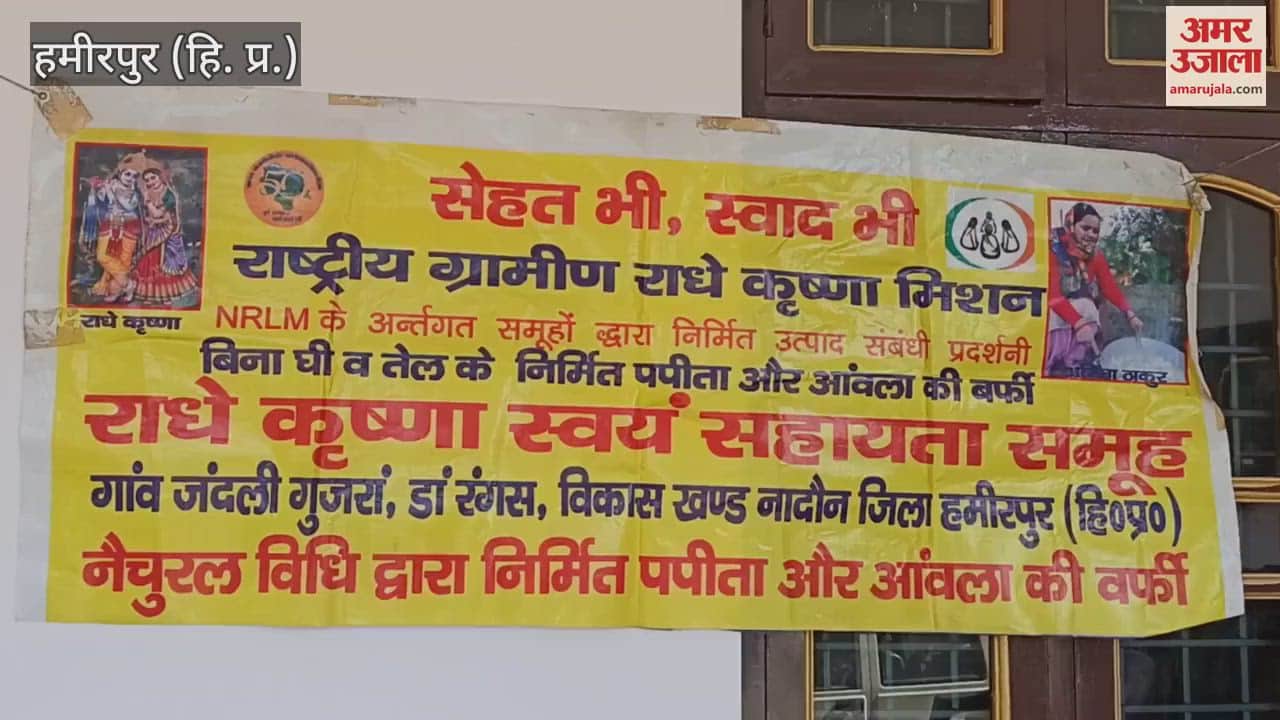 हमीरपुर (हि. प्र.)
अमर
उजाला
amarujala.com
सेहत भी, स्वाद भी
राष्ट्रीय ग्रामीण राधे कृष्णा मिशन
राधे कृष्णा
NRLM के अर्न्तगत समूहों द्धारा निर्मित उत्पाद संबंधी प्रदर्शनी
ठाकुर
बिना घी व तेल के निर्मित पपीता और आंवला की बर्फी
राधे कृष्णा स्वयं सहायता समूह
गांव जंदली गुजरां, डां रंगस, विकास खण्ड नादौन जिला हमीरपुर (हि०प्र०)
नैचुरल विधि द्वारा निर्मित पपीता और आंवला की वर्फी